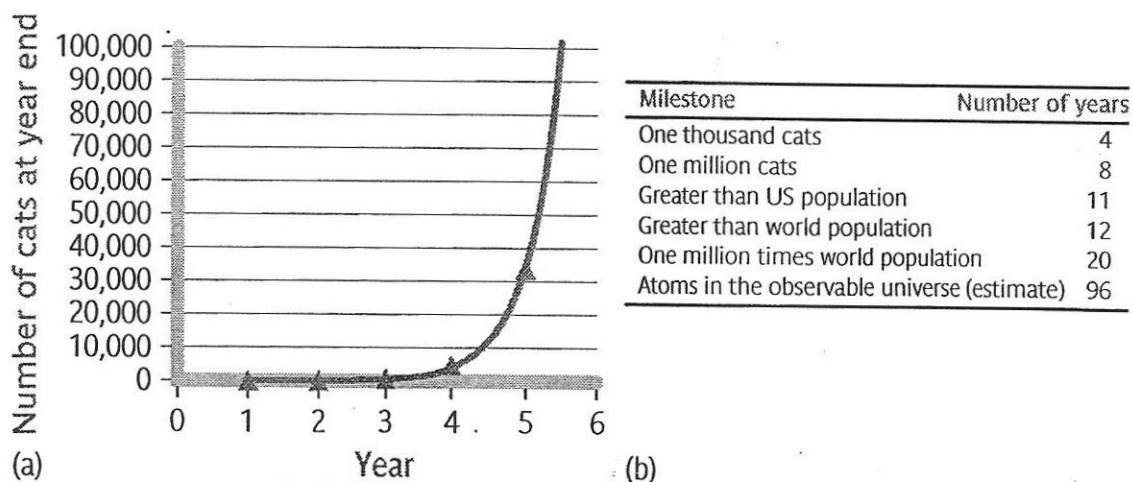 Number of cats at year end
100,000
90,000
80,000
70,000
60,000
50,000
40,000
30,000
20,000
10,000
0
0 1 2 3 4 5 6
Year
(a)
Milestone Number of years
One thousand cats 4
One million cats 8
Greater than US population 11
Greater than world population 12
One million times world population 20
Atoms in the observable universe (estimate) 96
(b)